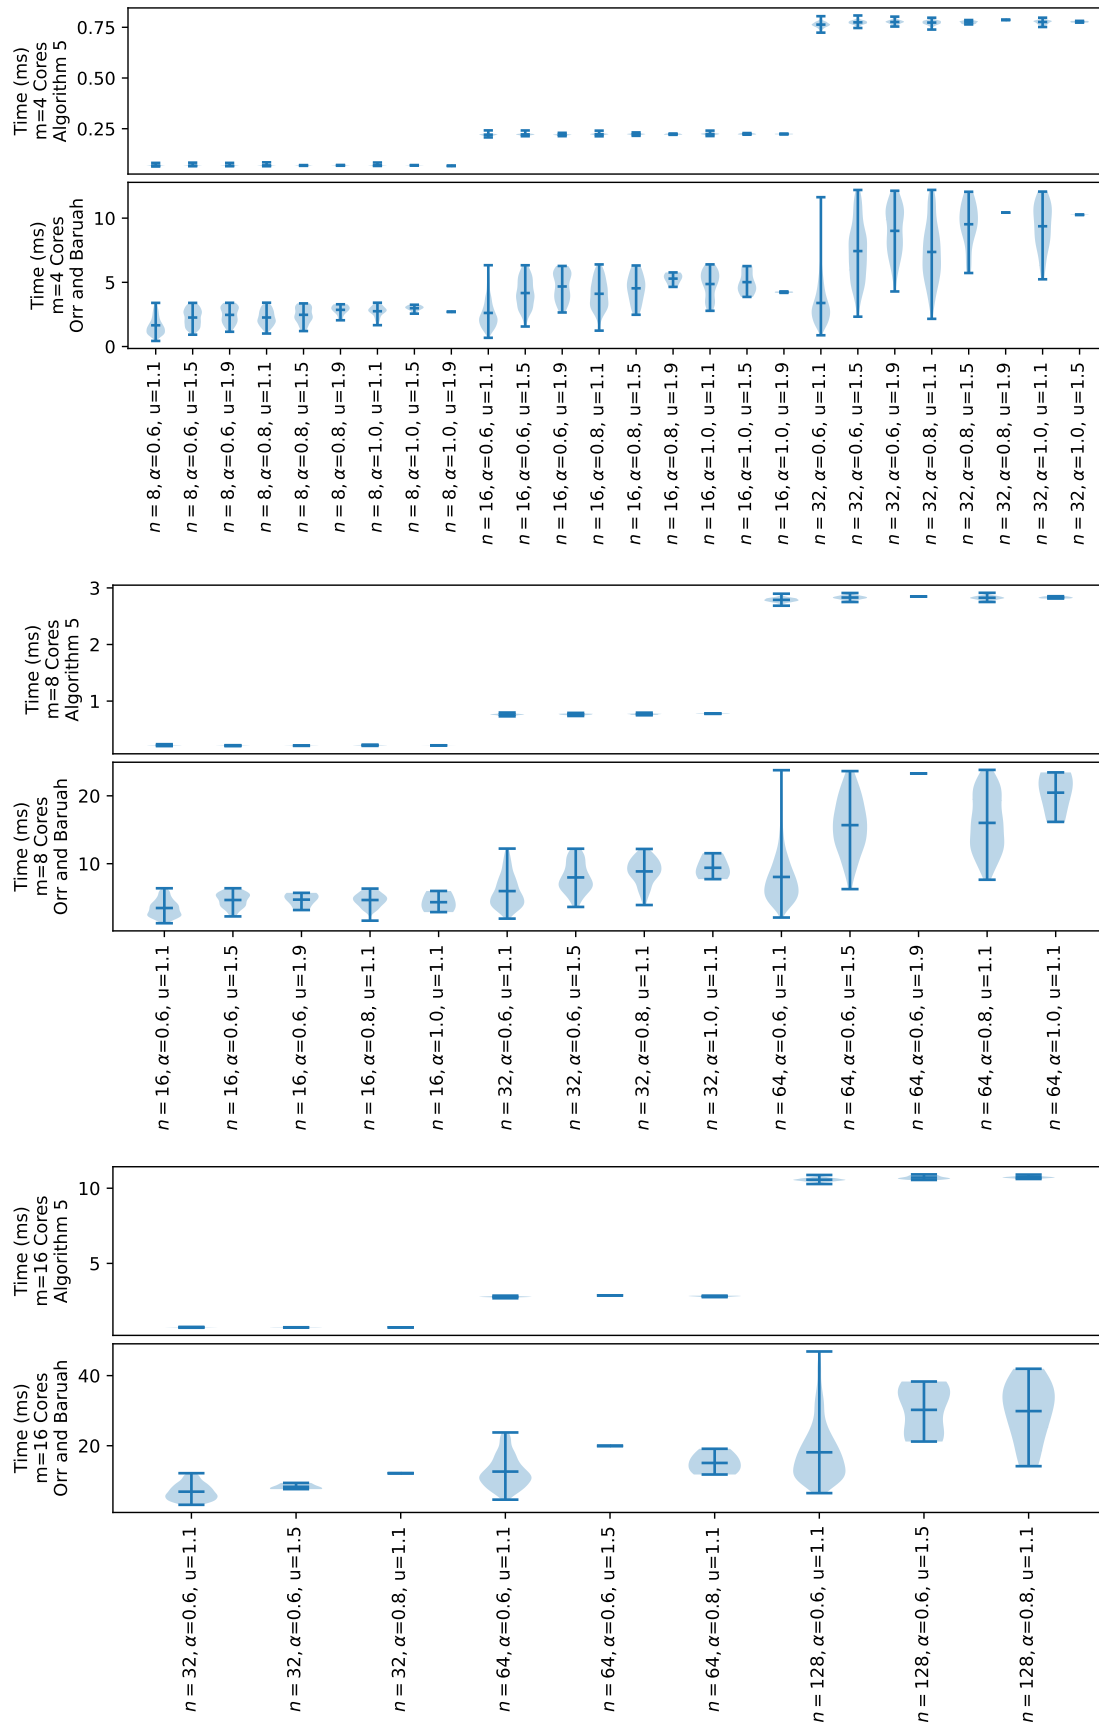 Time (ms)
m=4 Cores
Algorithm 5
0.75
0.50
0.25
Time (ms)
m=4 Cores
Orr and Baruah
10
5
0
n = 8, α=0.6, u=1.1
n = 8, α=0.6, u=1.5
n = 8, α=0.6, u=1.9
n = 8, α=0.8, u=1.1
n = 8, α=0.8, u=1.5
n = 8, α=0.8, u=1.9
n = 8, α=1.0, u=1.1
n = 8, α=1.0, u=1.5
n = 8, α=1.0, u=1.9
n = 16, α=0.6, u=1.1
n = 16, α=0.6, u=1.5
n = 16, α=0.6, u=1.9
n = 16, α=0.8, u=1.1
n = 16, α=0.8, u=1.5
n = 16, α=0.8, u=1.9
n = 16, α=1.0, u=1.1
n = 16, α=1.0, u=1.5
n = 16, α=1.0, u=1.9
n = 32, α=0.6, u=1.1
n = 32, α=0.6, u=1.5
n = 32, α=0.6, u=1.9
n = 32, α=0.8, u=1.1
n = 32, α=0.8, u=1.5
n = 32, α=0.8, u=1.9
n = 32, α=1.0, u=1.1
n = 32, α=1.0, u=1.5
Time (ms)
m=8 Cores
Algorithm 5
3
2
1
Time (ms)
m=8 Cores
Orr and Baruah
20
10
n = 16, α=0.6, u=1.1
n = 16, α=0.6, u=1.5
n = 16, α=0.6, u=1.9
n = 16, α=0.8, u=1.1
n = 16, α=1.0, u=1.1
n = 32, α=0.6, u=1.1
n = 32, α=0.6, u=1.5
n = 32, α=0.8, u=1.1
n = 32, α=1.0, u=1.1
n = 64, α=0.6, u=1.1
n = 64, α=0.6, u=1.5
n = 64, α=0.6, u=1.9
n = 64, α=0.8, u=1.1
n = 64, α=1.0, u=1.1
Time (ms)
m=16 Cores
Algorithm 5
10
5
Time (ms)
m=16 Cores
Orr and Baruah
40
20
n = 32, α=0.6, u=1.1
n = 32, α=0.6, u=1.5
n = 32, α=0.8, u=1.1
n = 64, α=0.6, u=1.1
n = 64, α=0.6, u=1.5
n = 64, α=0.8, u=1.1
n = 128, α=0.6, u=1.1
n = 128, α=0.6, u=1.5
n = 128, α=0.8, u=1.1